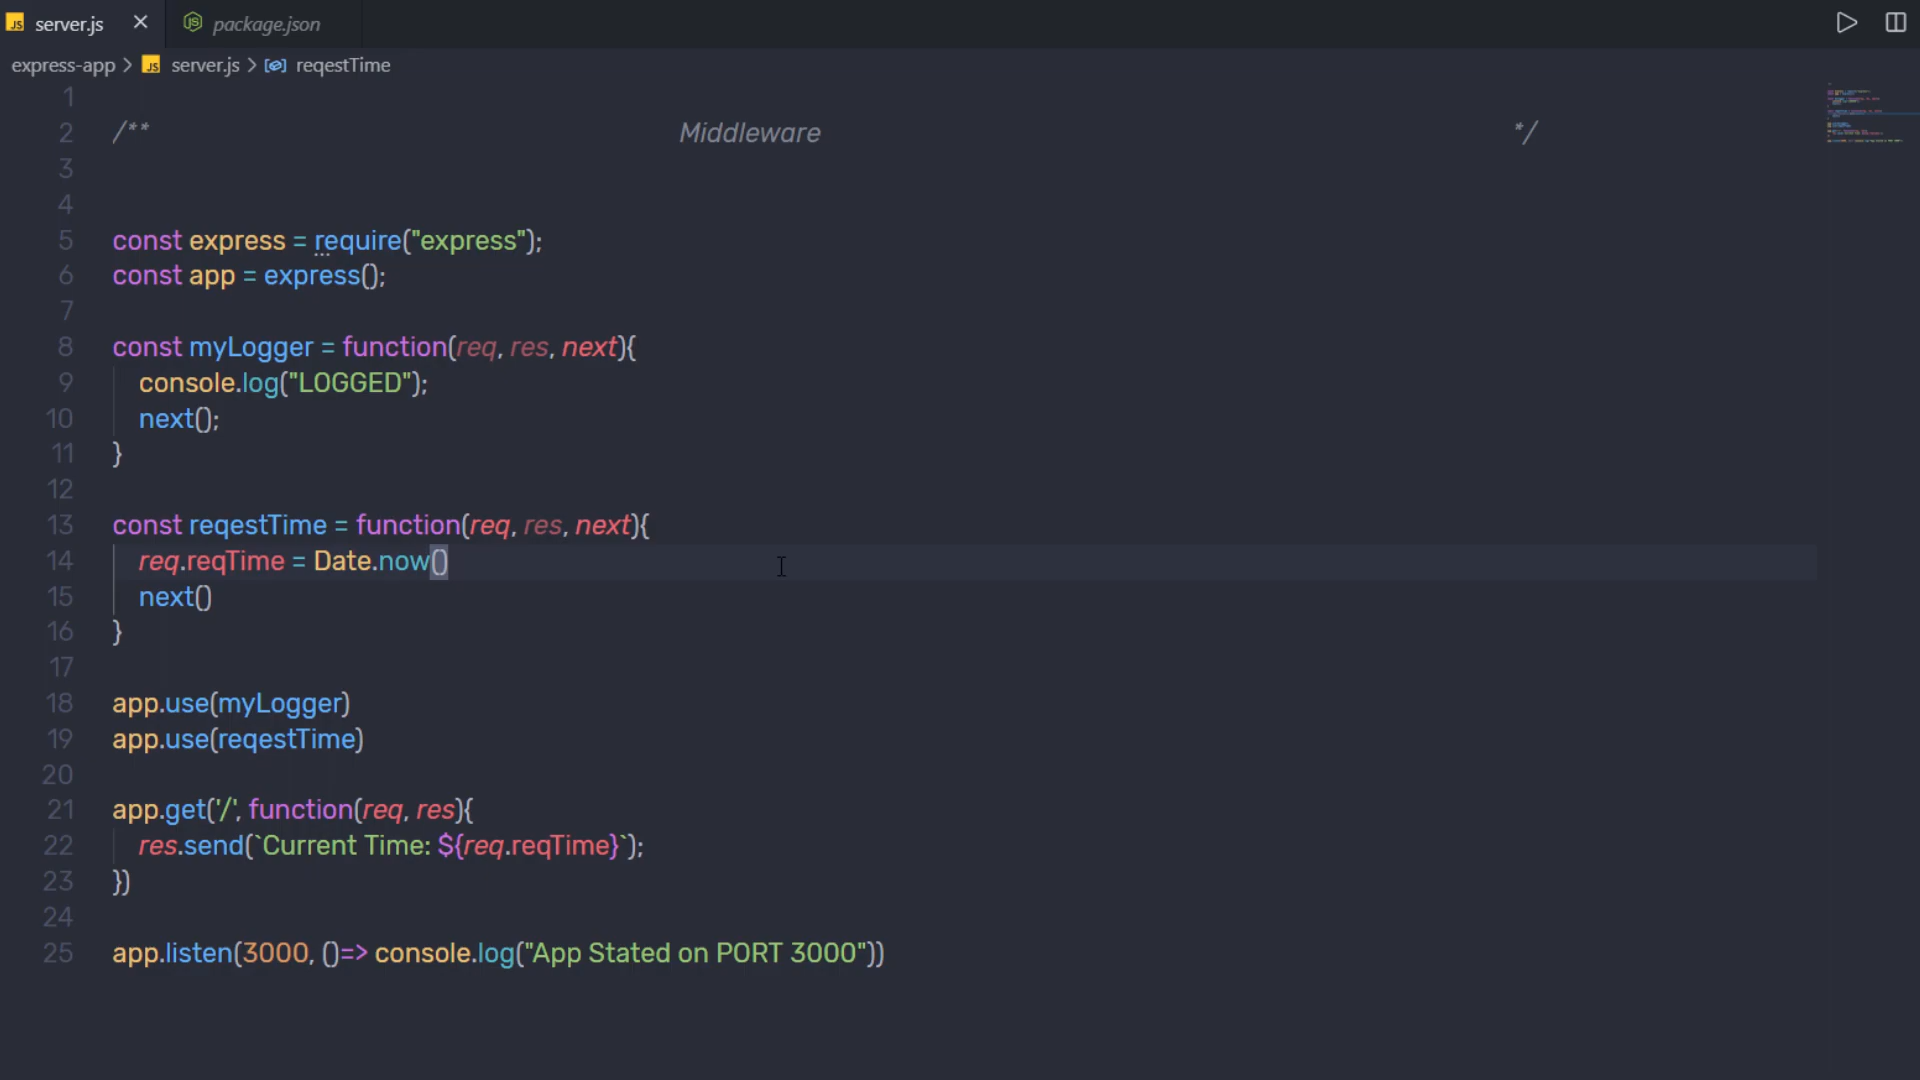 server.js
package.json
express-app > server.js > reqestTime
1
2 /** Middleware */
3
4
5 const express = require("express");
6 const app = express();
7
8 const myLogger = function(req, res, next){
9 console.log("LOGGED");
10 next();
11 }
12
13 const reqestTime = function(req, res, next){
14 req.reqTime = Date.now()
15 next()
16 }
17
18 app.use(myLogger)
19 app.use(reqestTime)
20
21 app.get('/', function(req, res){
22 res.send(`Current Time: ${req.reqTime}`);
23 })
24
25 app.listen(3000, ()=> console.log("App Stated on PORT 3000"))